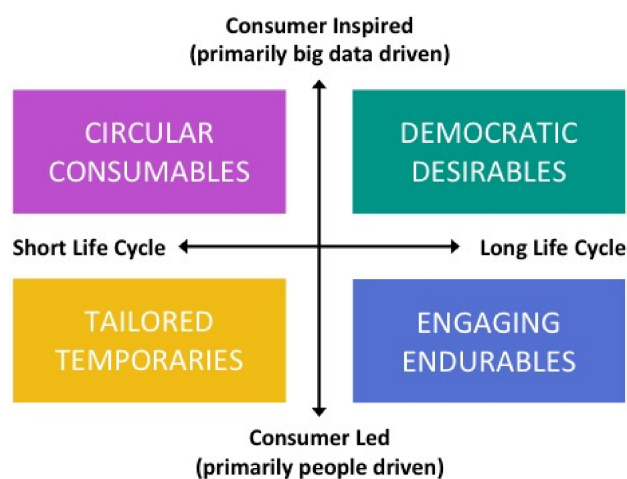 Consumer Inspired
(primarily big data driven)
CIRCULAR
CONSUMABLES
DEMOCRATIC
DESIRABLES
Short Life Cycle
Long Life Cycle
TAILORED
TEMPORARIES
ENGAGING
ENDURABLES
Consumer Led
(primarily people driven)